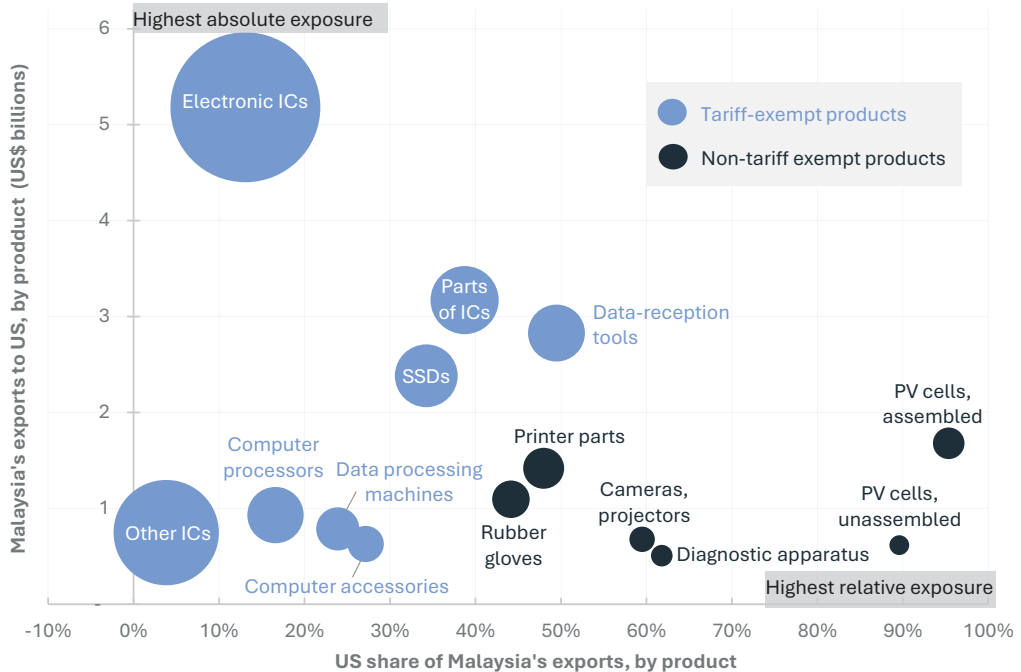 Highest absolute exposure
Malaysia's exports to US, by prodduct (US$ billions)
6
5
4
3
2
1
-
Electronic ICs
Tariff-exempt products
Non-tariff exempt products
Parts
of ICs
Data-reception
tools
SSDs
PV cells,
assembled
Printer parts
Computer
processors
Data processing
machines
Cameras,
projectors
PV cells,
unassembled
Other ICs
Rubber
gloves
Diagnostic apparatus
Computer accessories
Highest relative exposure
-10%
0%
10%
20%
30%
40%
50%
60%
70%
80%
90%
100%
US share of Malaysia's exports, by product